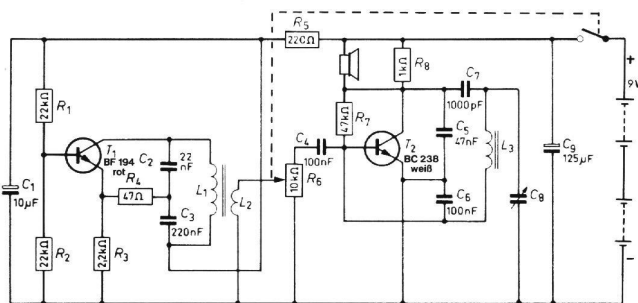 R5
220Ω
R1
22kΩ
R8
1kΩ
C7
1000pF
+
9V
T1
BF 194
rot
C2
22
nF
R4
47Ω
L1
L2
C3
220nF
C1
10µF
R2
22kΩ
R3
2,2kΩ
C4
100nF
R6
10kΩ
R7
47kΩ
T2
BC 238
weiß
C5
47nF
C6
100nF
L3
C8
C9
125µF
−